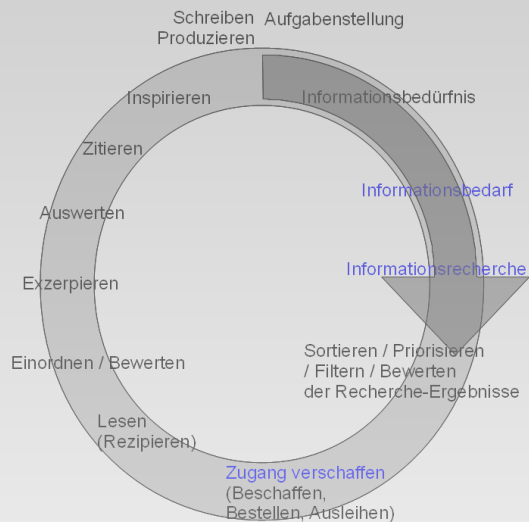 Schreiben
Produzieren
Aufgabenstellung
Informationsbedürfnis
Informationsbedarf
Informationsrecherche
Sortieren / Priorisieren
/ Filtern / Bewerten
der Recherche-Ergebnisse
Zugang verschaffen
(Beschaffen,
Bestellen, Ausleihen)
Lesen
(Rezipieren)
Einordnen / Bewerten
Exzerpieren
Auswerten
Zitieren
Inspirieren